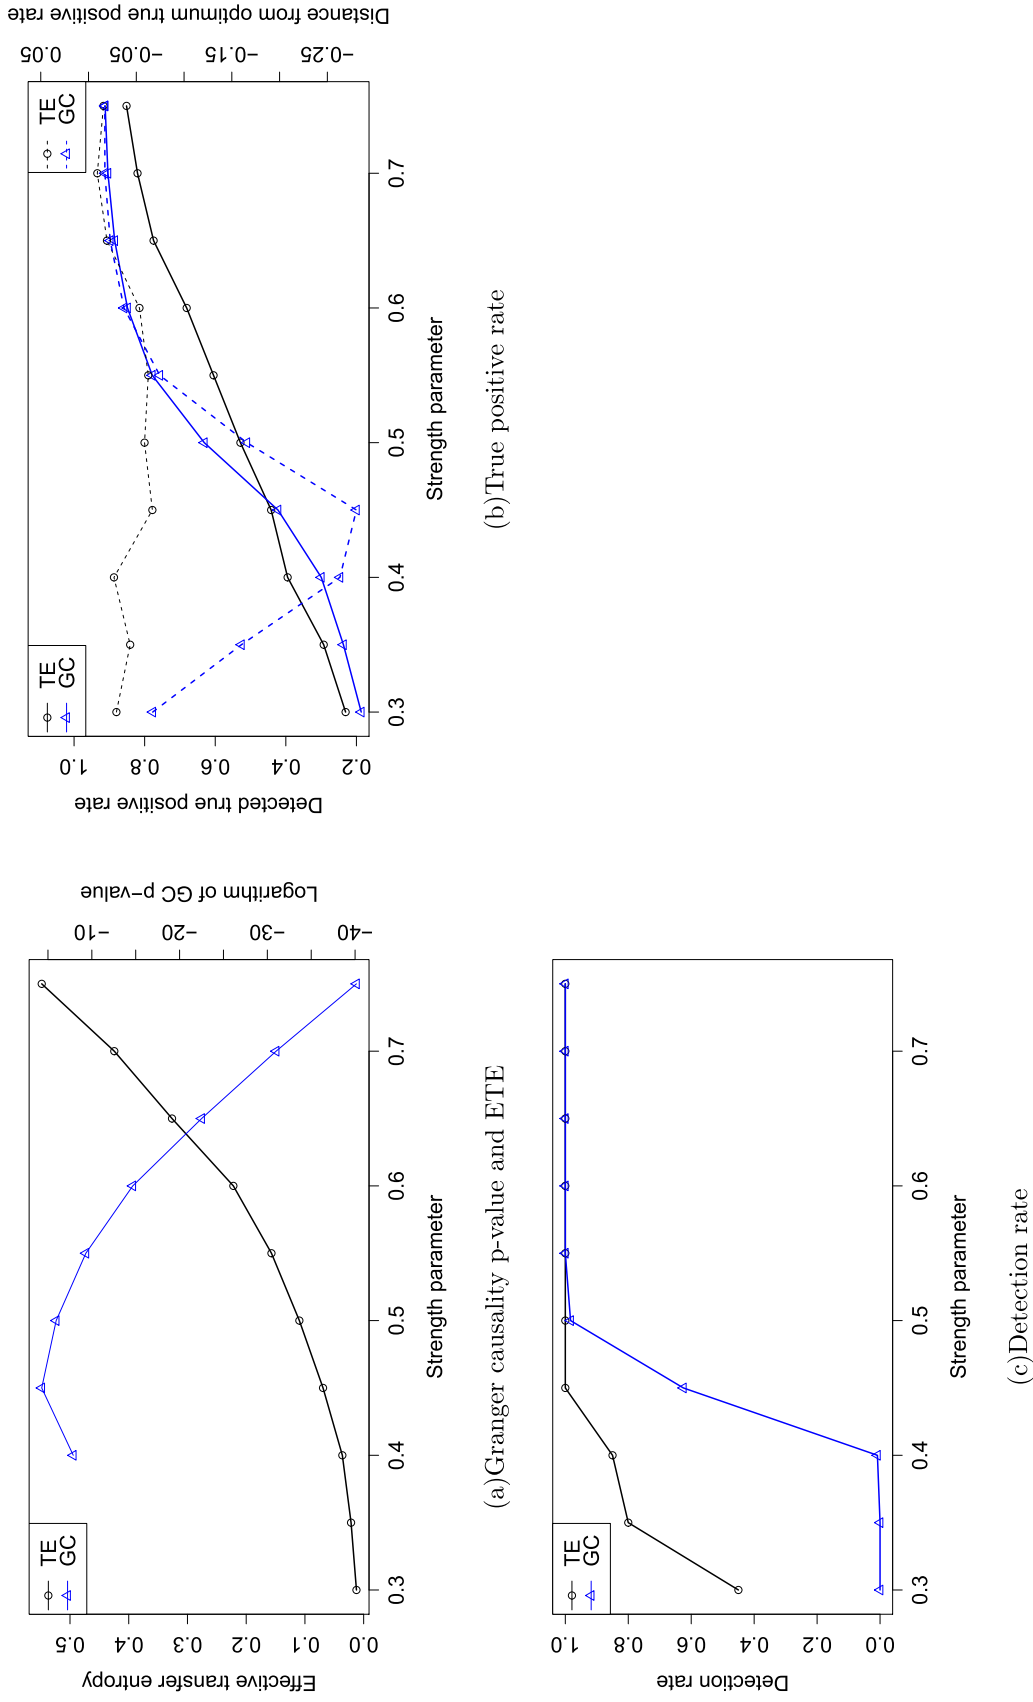 TE
GC
Effective transfer entropy
0.0 0.1 0.2 0.3 0.4 0.5
0.3 0.4 0.5 0.6 0.7
Strength parameter
−40 −30 −20 −10
Logarithm of GC p−value
(a)Granger causality p-value and ETE
TE
GC
TE
GC
Detected true positive rate
0.2 0.4 0.6 0.8 1.0
0.3 0.4 0.5 0.6 0.7
Strength parameter
−0.25 −0.15 −0.05 0.05
Distance from optimum true positive rate
(b)True positive rate
TE
GC
Detection rate
0.0 0.2 0.4 0.6 0.8 1.0
0.3 0.4 0.5 0.6 0.7
Strength parameter
(c)Detection rate